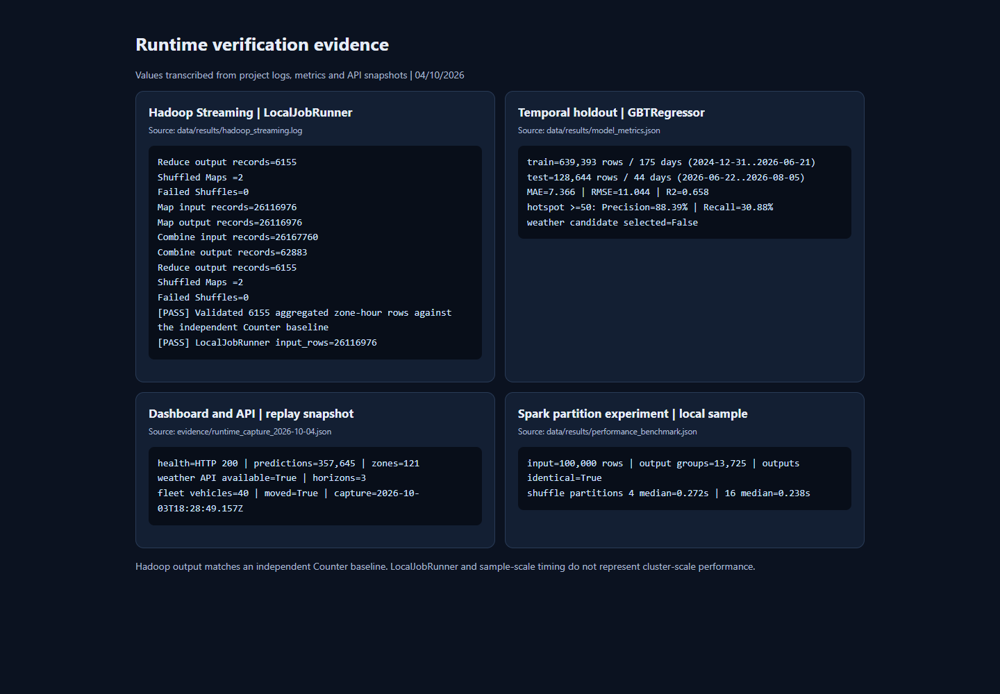 Runtime verification evidence
Values transcribed from project logs, metrics and API snapshots | 04/10/2026
Hadoop Streaming | LocalJobRunner
Source: data/results/hadoop_streaming.log
Reduce output records=6155
Shuffled Maps =2
Failed Shuffles=0
Map input records=26116976
Map output records=26116976
Combine input records=26167760
Combine output records=62883
Reduce output records=6155
Shuffled Maps =2
Failed Shuffles=0
[PASS] Validated 6155 aggregated zone-hour rows against
the independent Counter baseline
[PASS] LocalJobRunner input_rows=26116976
Temporal holdout | GBTRegressor
Source: data/results/model_metrics.json
train=639,393 rows / 175 days (2024-12-31..2026-06-21)
test=128,644 rows / 44 days (2026-06-22..2026-08-05)
MAE=7.366 | RMSE=11.044 | R2=0.658
hotspot >=50: Precision=88.39% | Recall=30.88%
weather candidate selected=False
Dashboard and API | replay snapshot
Source: evidence/runtime_capture_2026-10-04.json
health=HTTP 200 | predictions=357,645 | zones=121
weather API available=True | horizons=3
fleet vehicles=40 | moved=True | capture=2026-10-
03T18:28:49.157Z
Spark partition experiment | local sample
Source: data/results/performance_benchmark.json
input=100,000 rows | output groups=13,725 | outputs
identical=True
shuffle partitions 4 median=0.272s | 16 median=0.238s
Hadoop output matches an independent Counter baseline. LocalJobRunner and sample-scale timing do not represent cluster-scale performance.